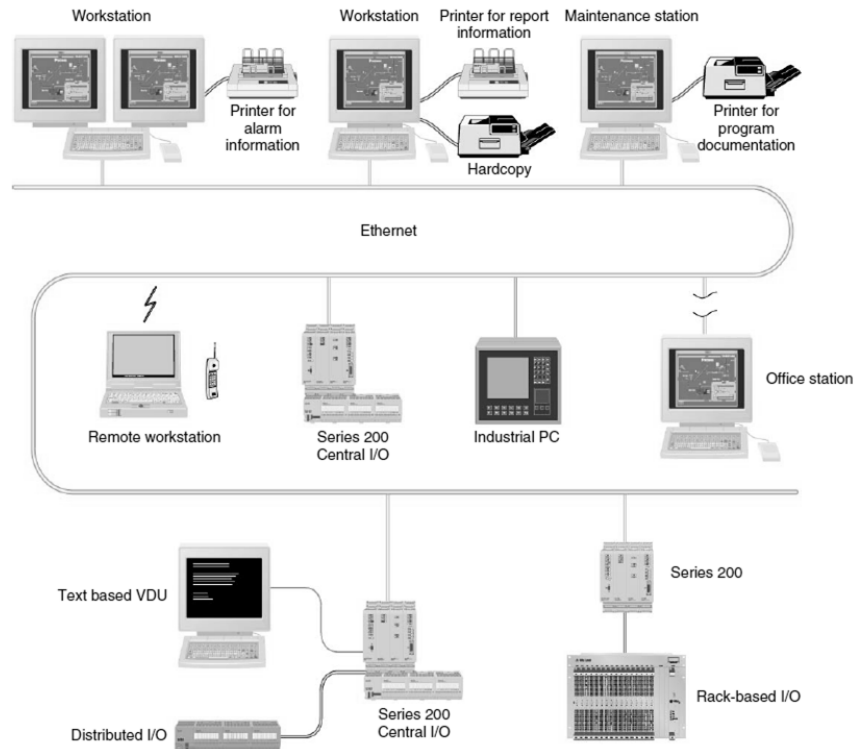 Workstation
Workstation
Printer for report
information
Maintenance station
Printer for
alarm
information
Hardcopy
Printer for
program
documentation
Ethernet
Remote workstation
Series 200
Central I/O
Industrial PC
Office station
Text based VDU
Series 200
Distributed I/O
Series 200
Central I/O
Rack-based I/O